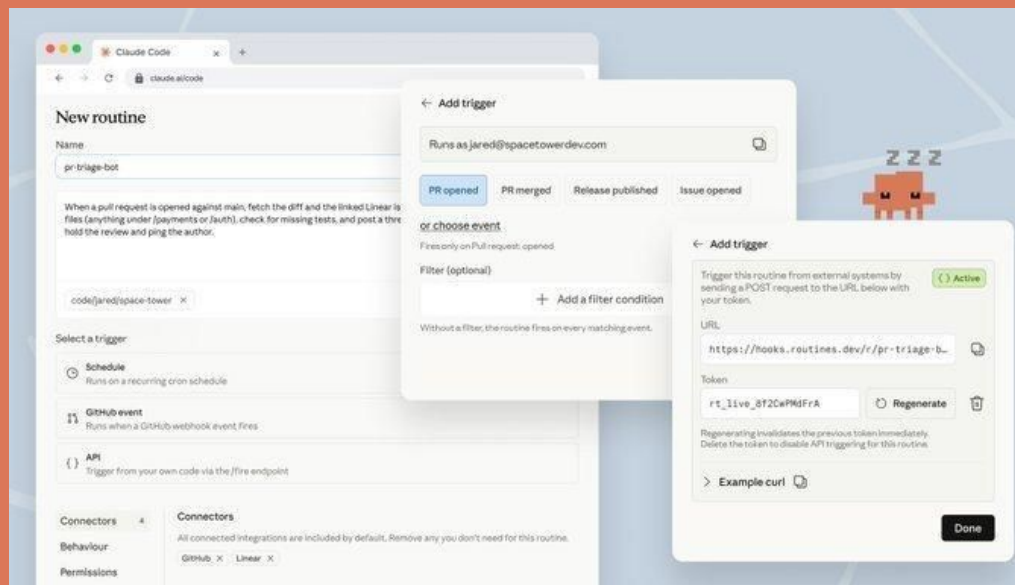 Claude Code
claude.ai/code
New routine
Name
pr-triage-bot
When a pull request is opened against main, fetch the diff and the linked Linear is
files (anything under /payments or /auth), check for missing tests, and post a thre
hold the review and ping the author.
code/jared/space-tower
Select a trigger
Schedule
Runs on a recurring cron schedule
GitHub event
Runs when a GitHub webhook event fires
API
Trigger from your own code via the /fire endpoint
Connectors 4
Behaviour
Permissions
Connectors
All connected integrations are included by default. Remove any you don't need for this routine.
GitHub Linear
Add trigger
Runs as jared@spacetowerdev.com
PR opened PR merged Release published Issue opened
or choose event
Fires only on Pull request: opened
Filter (optional)
Add a filter condition
Without a filter, the routine fires on every matching event.
z z z
Add trigger
Trigger this routine from external systems by
sending a POST request to the URL below with
your token.
{ } Active
URL
https://hooks.routines.dev/r/pr-triage-b…
Token
rt_live_8f2CwPMdFrA
Regenerate
Regenerating invalidates the previous token immediately.
Delete the token to disable API triggering for this routine.
Example curl
Done